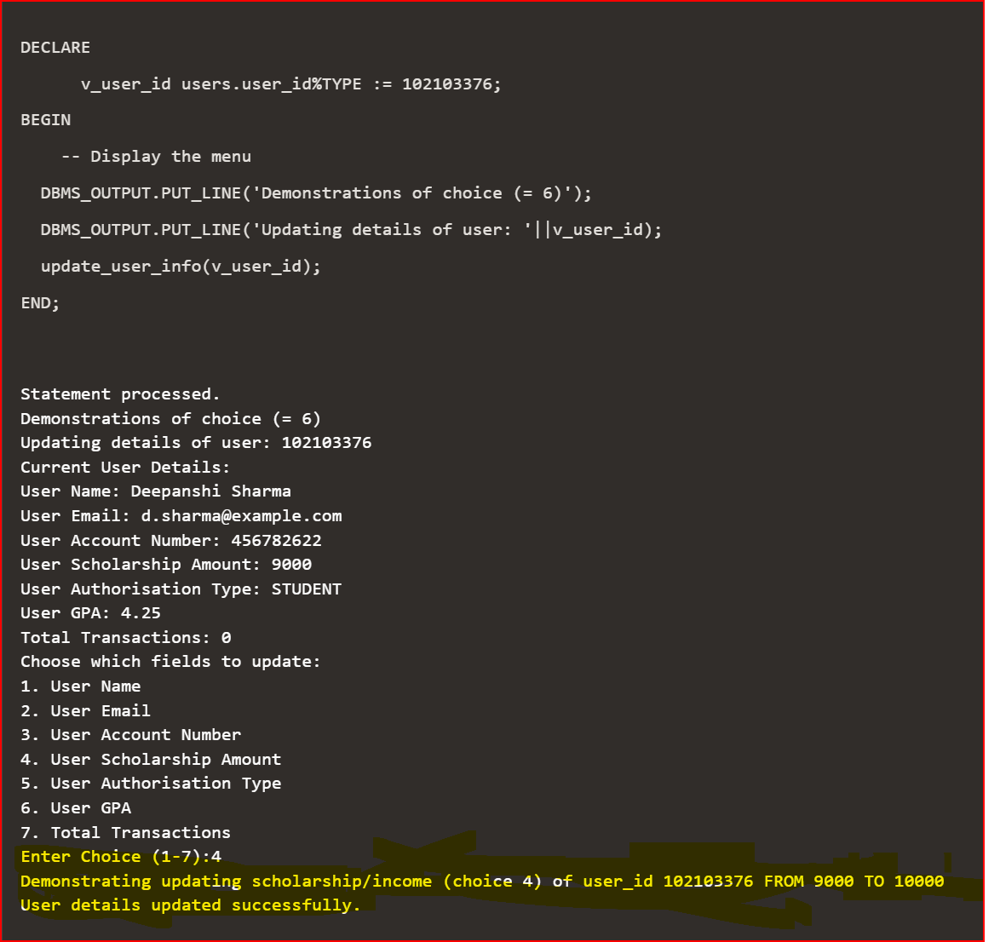 DECLARE
v_user_id users.user_id%TYPE := 102103376;
BEGIN
-- Display the menu
DBMS_OUTPUT.PUT_LINE('Demonstrations of choice (= 6)');
DBMS_OUTPUT.PUT_LINE('Updating details of user: '||v_user_id);
update_user_info(v_user_id);
END;
Statement processed.
Demonstrations of choice (= 6)
Updating details of user: 102103376
Current User Details:
User Name: Deepanshi Sharma
User Email: d.sharma@example.com
User Account Number: 456782622
User Scholarship Amount: 9000
User Authorisation Type: STUDENT
User GPA: 4.25
Total Transactions: 0
Choose which fields to update:
1. User Name
2. User Email
3. User Account Number
4. User Scholarship Amount
5. User Authorisation Type
6. User GPA
7. Total Transactions
Enter Choice (1-7):4
Demonstrating updating scholarship/income (choice 4) of user_id 102103376 FROM 9000 TO 10000
User details updated successfully.